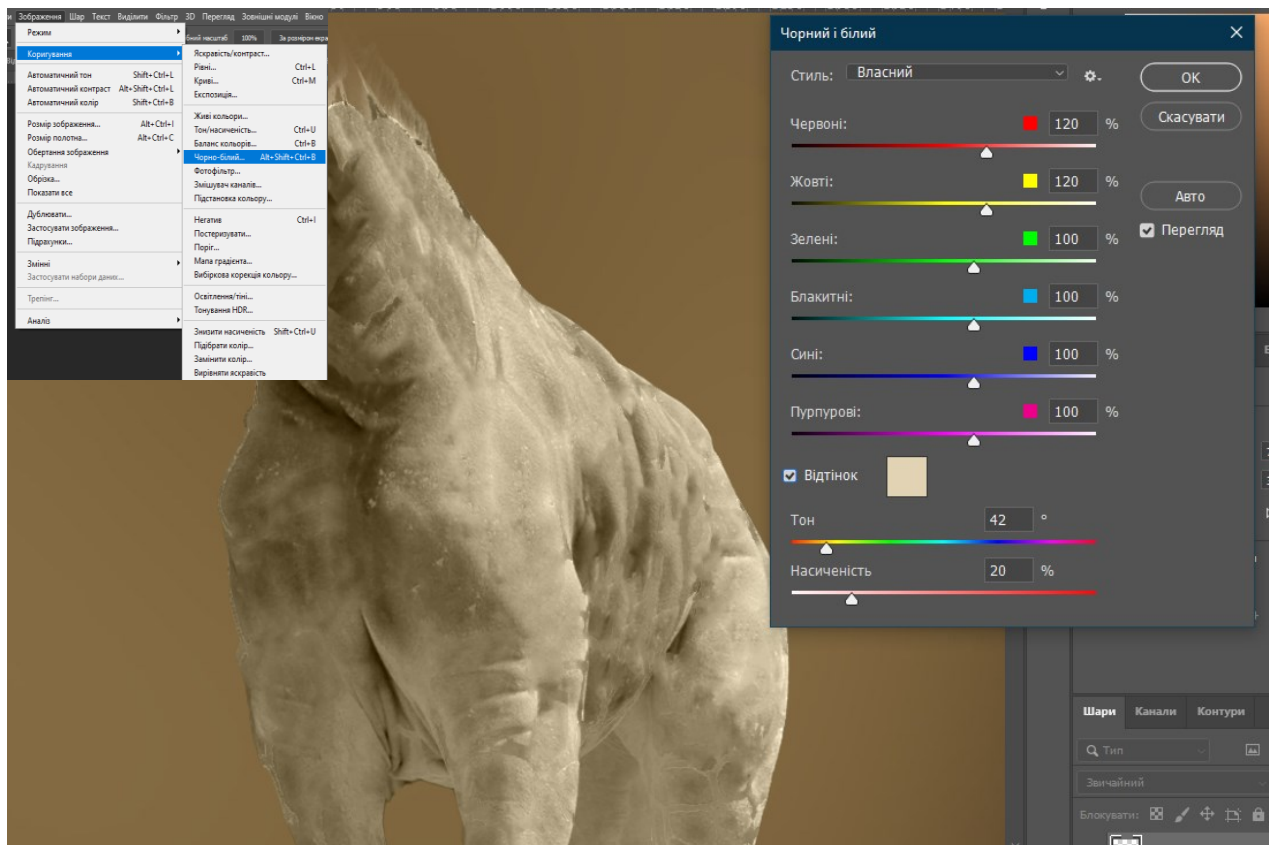 Зображення Шар Текст Виділити Фільтр 3D Перегляд Зовнішні модулі Вікно
Режим
Коригування
Автоматичний тон Shift+Ctrl+L
Автоматичний контраст Alt+Shift+Ctrl+L
Автоматичний колір Shift+Ctrl+B
Розмір зображення... Alt+Ctrl+I
Розмір полотна... Alt+Ctrl+C
Обертання зображення
Кадрування
Обрізка...
Показати все
Дублювати...
Застосувати зображення...
Підрахунки...
Змінні
Застосувати набори даних...
Трепінг...
Аналіз
100%
Яскравість/контраст...
Рівні... Ctrl+L
Криві... Ctrl+M
Експозиція...
Живі кольори...
Тон/насиченість... Ctrl+U
Баланс кольорів... Ctrl+B
Чорно-білий... Alt+Shift+Ctrl+B
Фотофільтр...
Змішувач каналів...
Підстановка кольору...
Негатив Ctrl+I
Постеризувати...
Поріг...
Мапа градієнта...
Вибіркова корекція кольору...
Освітлення/тіні...
Тонування HDR...
Знизити насиченість Shift+Ctrl+U
Підібрати колір...
Замінити колір...
Вирівняти яскравість
Чорний і білий
Стиль: Власний
OK
Скасувати
Авто
Перегляд
Червоні: 120 %
Жовті: 120 %
Зелені: 100 %
Блакитні: 100 %
Сині: 100 %
Пурпурові: 100 %
Відтінок
Тон 42 °
Насиченість 20 %
Шари Канали Контури
Тип
Звичайний
Блокувати: